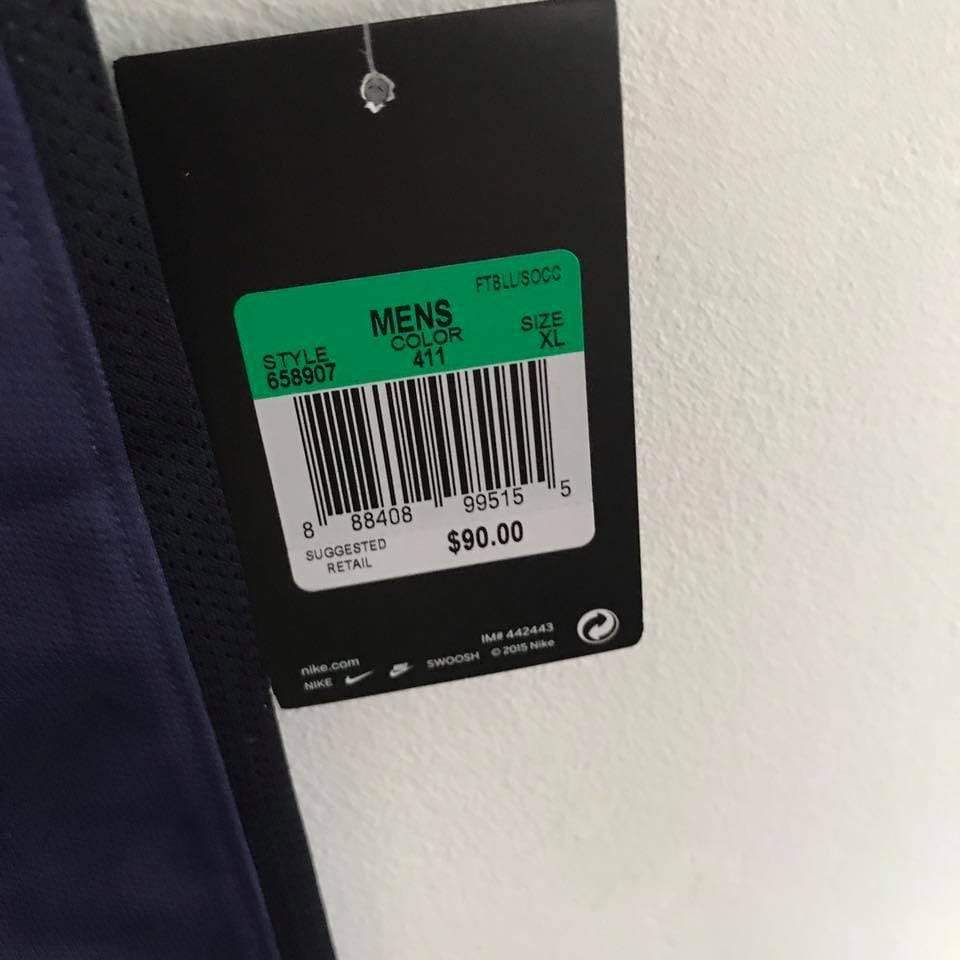 FTBLL/SOCC
MENS
STYLE COLOR SIZE
658907 411 XL
8 88408 99515 5
SUGGESTED RETAIL $90.00
IM# 442443
nike.com
NIKE SWOOSH © 2015 Nike